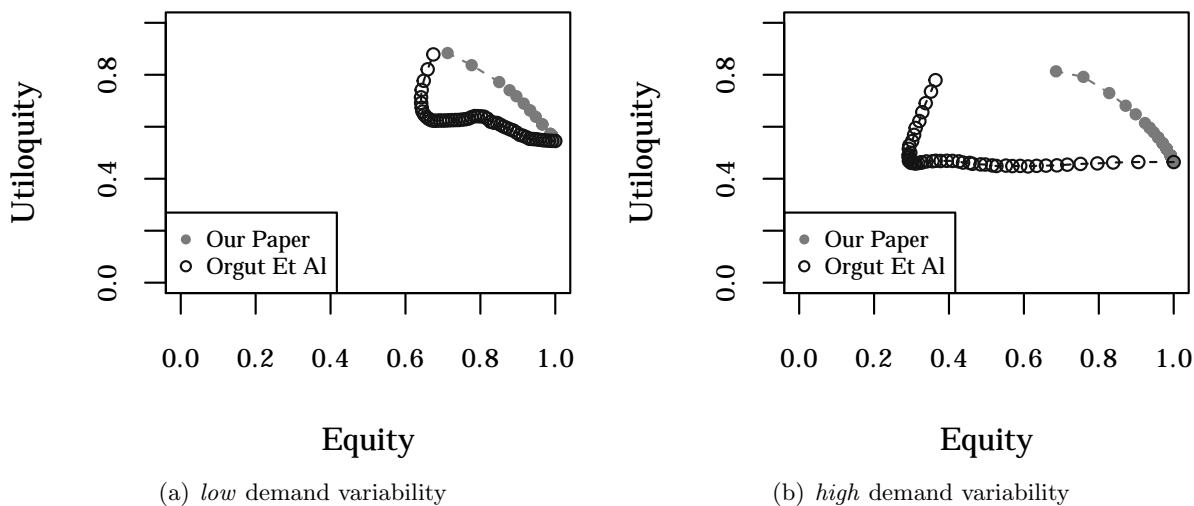 Utiloquity
0.0 0.4 0.8
Our Paper
Orgut Et Al
0.0 0.2 0.4 0.6 0.8 1.0
Equity
(a) low demand variability
Utiloquity
0.0 0.4 0.8
Our Paper
Orgut Et Al
0.0 0.2 0.4 0.6 0.8 1.0
Equity
(b) high demand variability